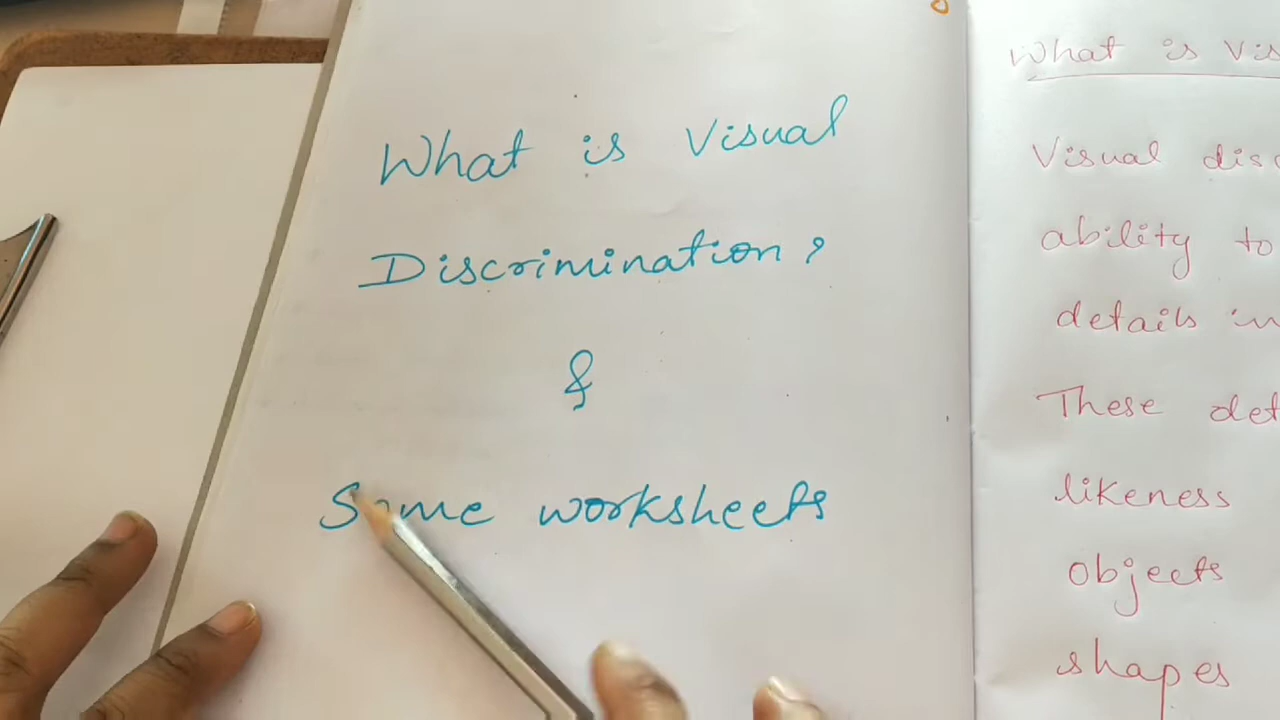 What is Visual
Discrimination?
&
Some worksheets
What is Vis
Visual disc
ability to
details in
These det
likeness
objects
shapes